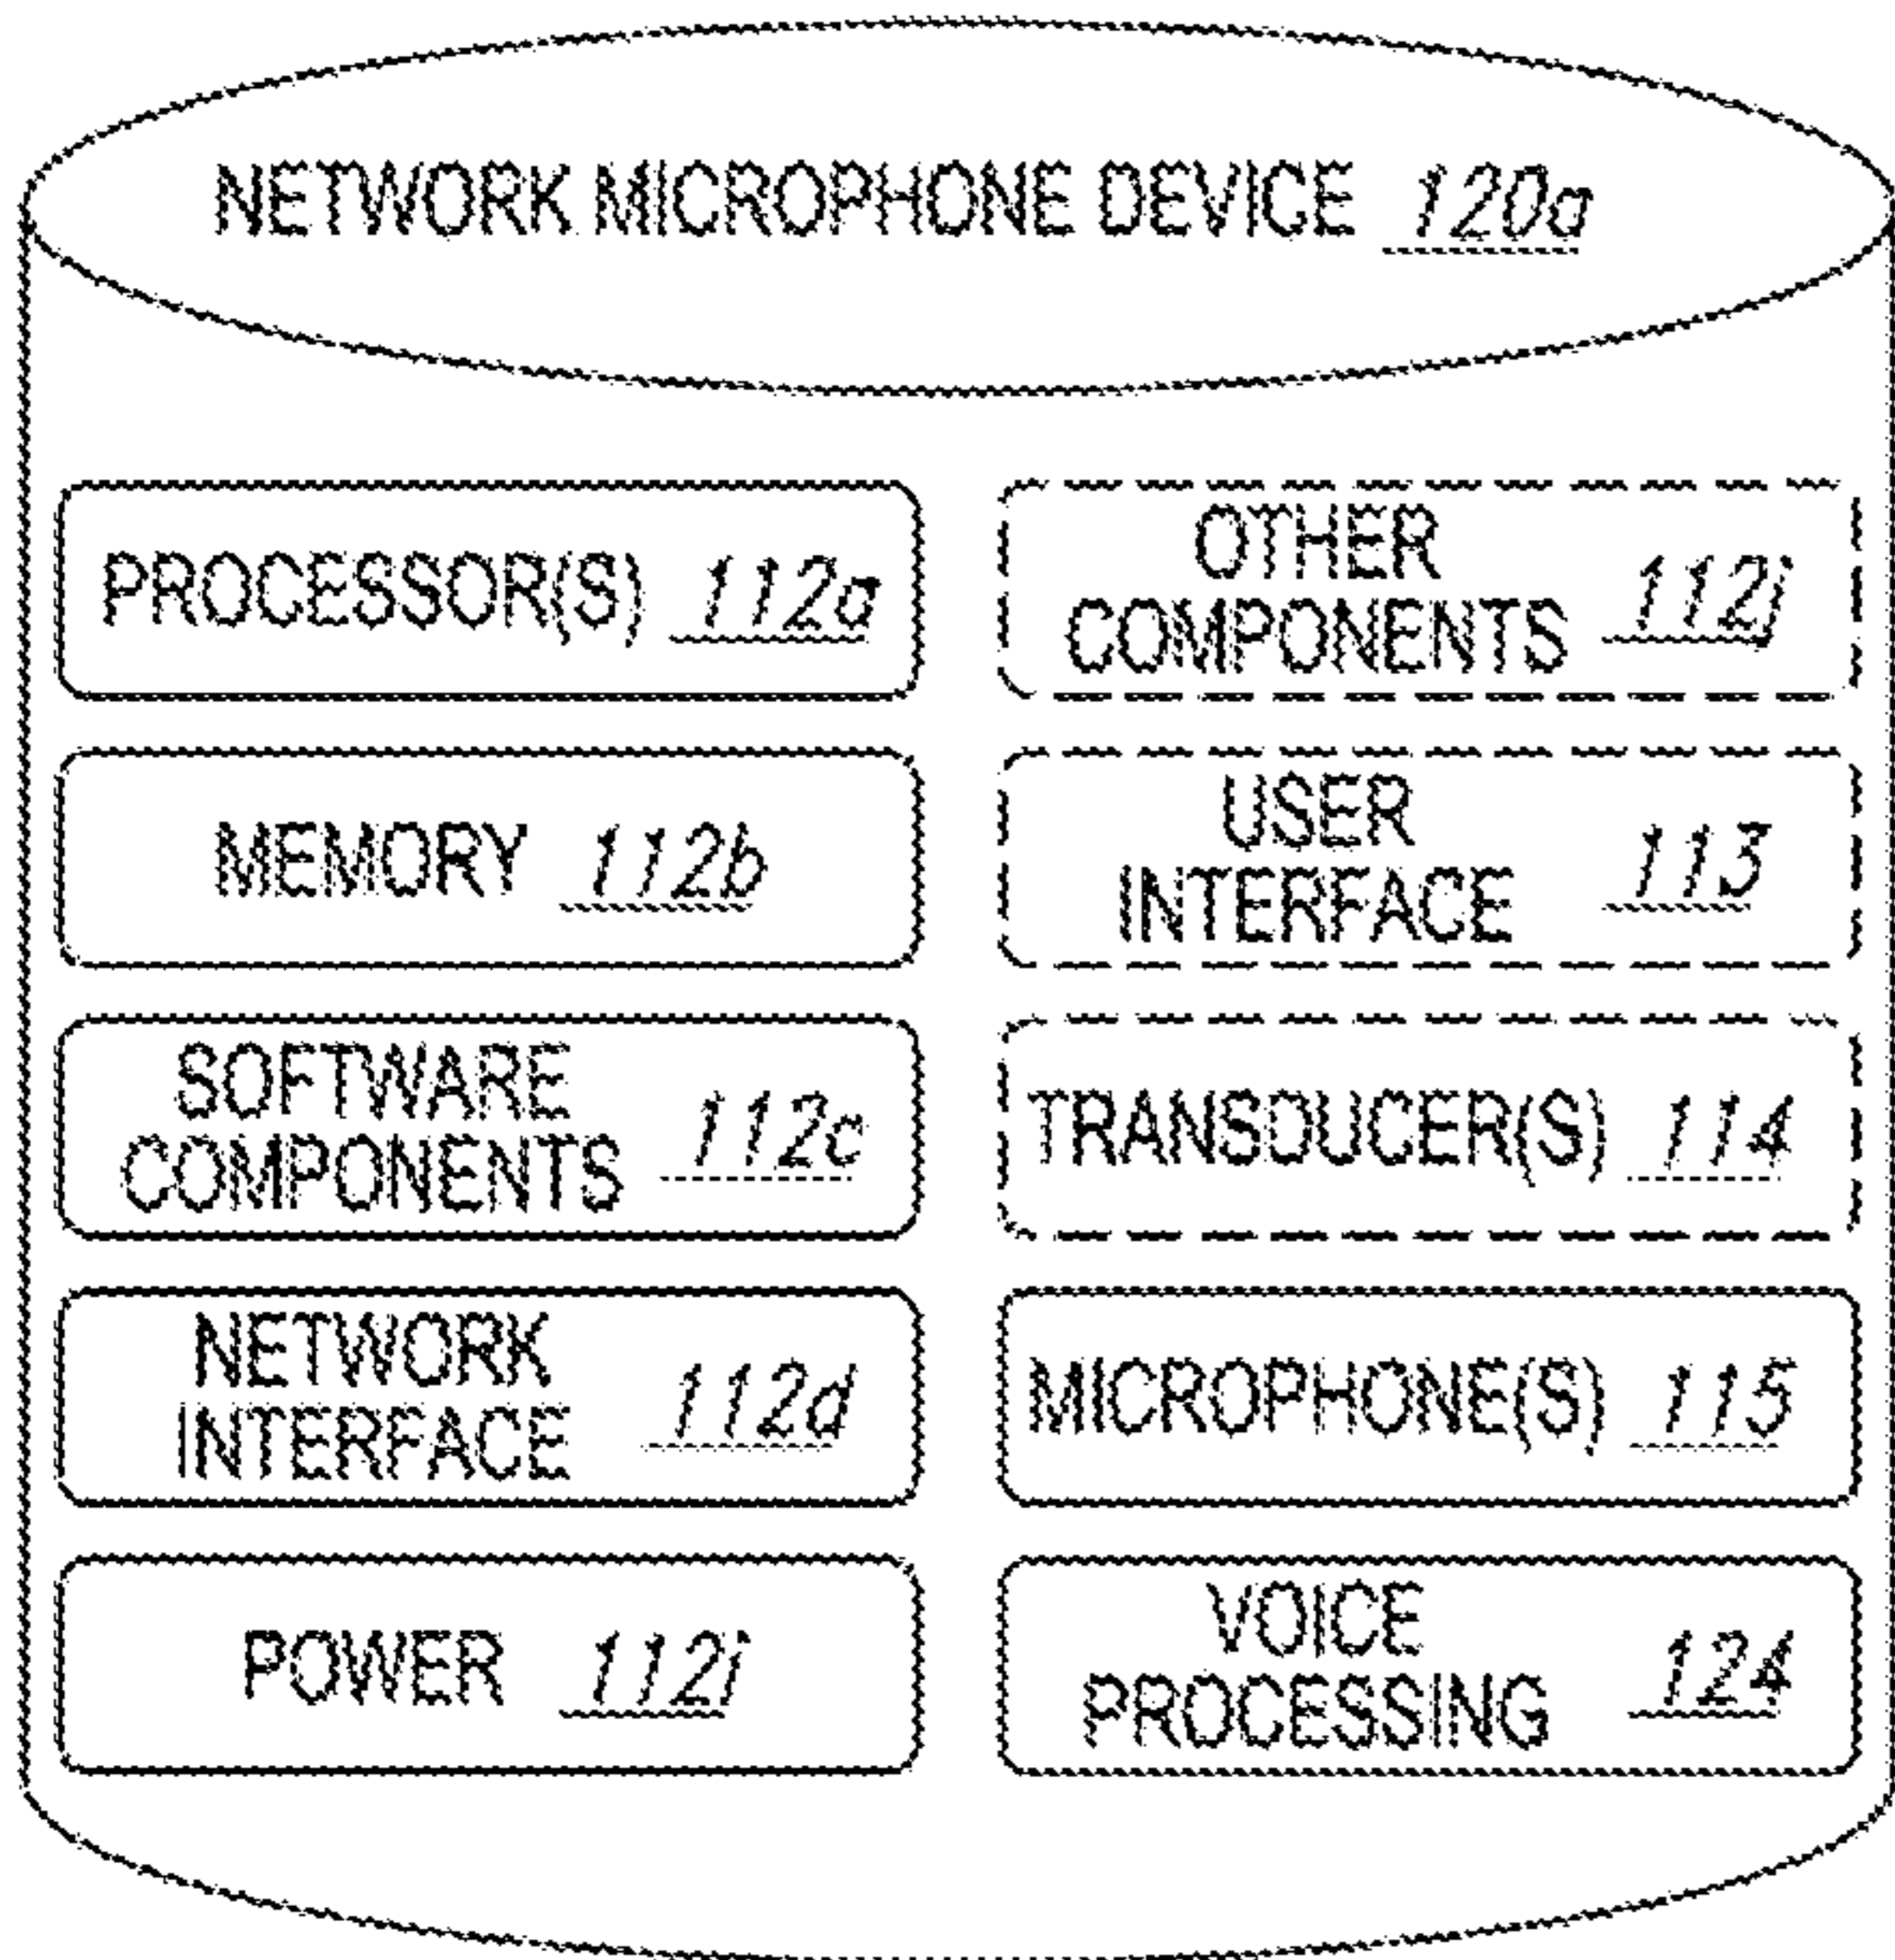 NETWORK MICROPHONE DEVICE 120a
PROCESSOR(S) 112a
MEMORY 112b
SOFTWARE
COMPONENTS 112c
NETWORK
INTERFACE 112d
POWER 112i
OTHER
COMPONENTS 112j
USER
INTERFACE 113
TRANSDUCER(S) 114
MICROPHONE(S) 115
VOICE
PROCESSING 124